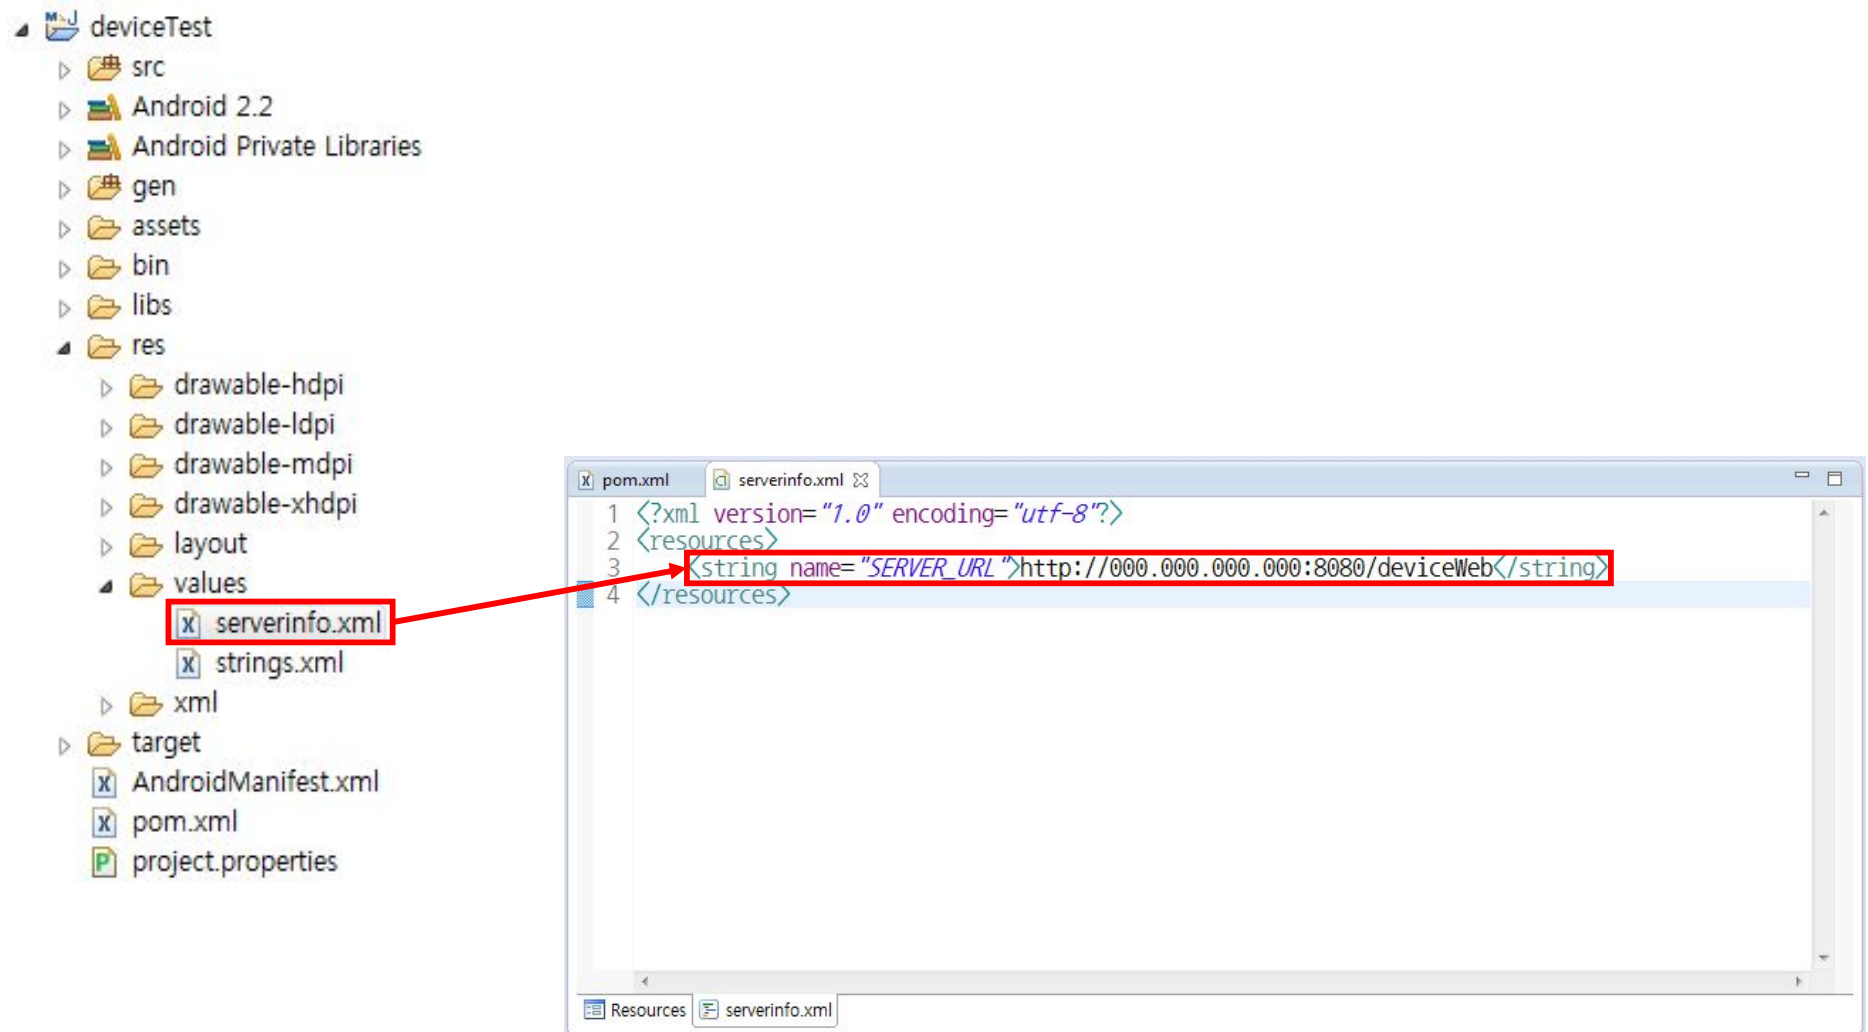 deviceTest
src
Android 2.2
Android Private Libraries
gen
assets
bin
libs
res
drawable-hdpi
drawable-ldpi
drawable-mdpi
drawable-xhdpi
layout
values
serverinfo.xml
strings.xml
xml
target
AndroidManifest.xml
pom.xml
project.properties
pom.xml serverinfo.xml
1 <?xml version="1.0" encoding="utf-8"?>
2 <resources>
3 <string name="SERVER_URL">http://000.000.000.000:8080/deviceWeb</string>
4 </resources>
Resources serverinfo.xml